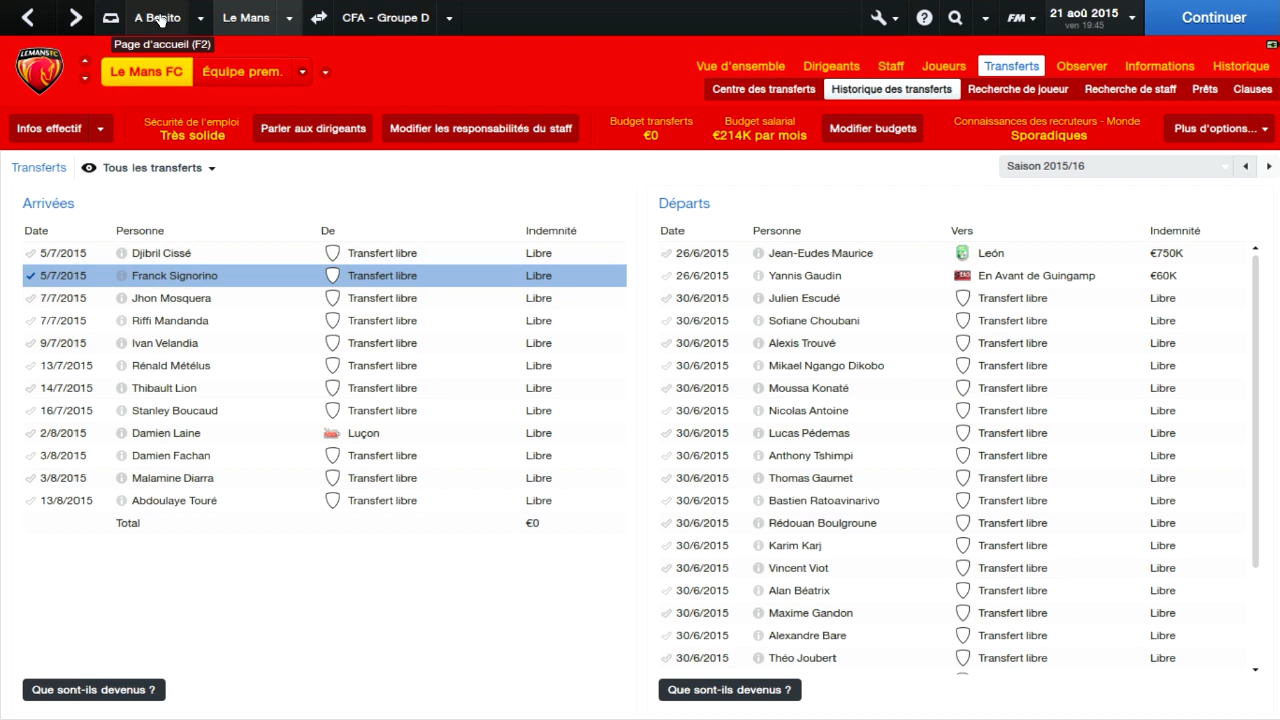 A Besito Le Mans CFA - Groupe D FM 21 aoû 2015 ven 19:45 Continuer
Page d'accueil (F2)
LE MANS FC Le Mans FC Équipe prem. Vue d'ensemble Dirigeants Staff Joueurs Transferts Observer Informations Historique
Centre des transferts Historique des transferts Recherche de joueur Recherche de staff Prêts Clauses
Infos effectif Sécurité de l'emploi Très solide Parler aux dirigeants Modifier les responsabilités du staff Budget transferts €0 Budget salarial €214K par mois Modifier budgets Connaissances des recruteurs - Monde Sporadiques Plus d'options...
Transferts Tous les transferts Saison 2015/16
Arrivées Départs
Date Personne De Indemnité Date Personne Vers Indemnité
5/7/2015 Djibril Cissé Transfert libre Libre 26/6/2015 Jean-Eudes Maurice León €750K
5/7/2015 Franck Signorino Transfert libre Libre 26/6/2015 Yannis Gaudin En Avant de Guingamp €60K
7/7/2015 Jhon Mosquera Transfert libre Libre 30/6/2015 Julien Escudé Transfert libre Libre
7/7/2015 Riffi Mandanda Transfert libre Libre 30/6/2015 Sofiane Choubani Transfert libre Libre
9/7/2015 Ivan Velandia Transfert libre Libre 30/6/2015 Alexis Trouvé Transfert libre Libre
13/7/2015 Rénald Métélus Transfert libre Libre 30/6/2015 Mikael Ngango Dikobo Transfert libre Libre
14/7/2015 Thibault Lion Transfert libre Libre 30/6/2015 Moussa Konaté Transfert libre Libre
16/7/2015 Stanley Boucaud Transfert libre Libre 30/6/2015 Nicolas Antoine Transfert libre Libre
2/8/2015 Damien Laine Luçon Libre 30/6/2015 Lucas Pédemas Transfert libre Libre
3/8/2015 Damien Fachan Transfert libre Libre 30/6/2015 Anthony Tshimpi Transfert libre Libre
3/8/2015 Malamine Diarra Transfert libre Libre 30/6/2015 Thomas Gaumet Transfert libre Libre
13/8/2015 Abdoulaye Touré Transfert libre Libre 30/6/2015 Bastien Ratoavinarivo Transfert libre Libre
Total €0 30/6/2015 Rédouan Boulgroune Transfert libre Libre
30/6/2015 Karim Karj Transfert libre Libre
30/6/2015 Vincent Viot Transfert libre Libre
30/6/2015 Alan Béatrix Transfert libre Libre
30/6/2015 Maxime Gandon Transfert libre Libre
30/6/2015 Alexandre Bare Transfert libre Libre
30/6/2015 Théo Joubert Transfert libre Libre
Que sont-ils devenus ? Que sont-ils devenus ?